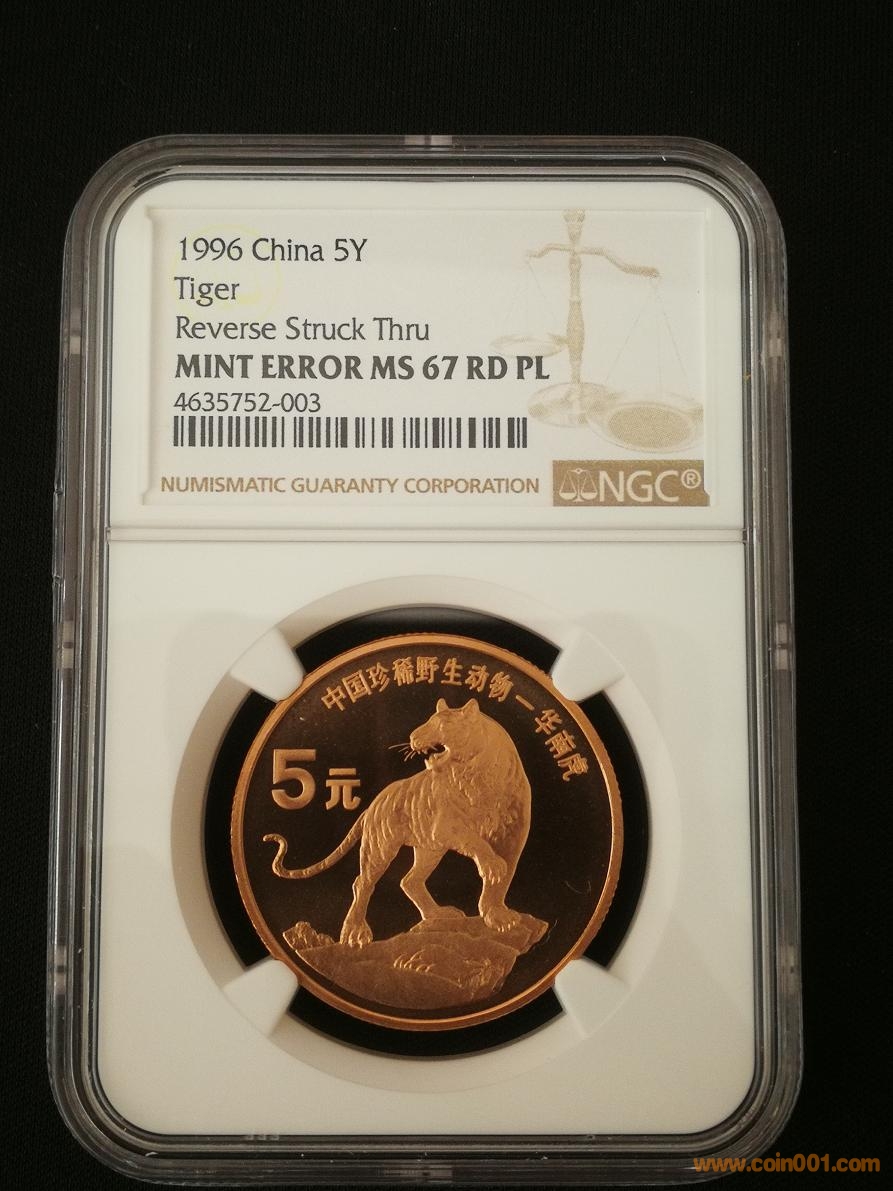 1996 China 5Y
Tiger
Reverse Struck Thru
MINT ERROR MS 67 RD PL
4635752-003
NUMISMATIC GUARANTY CORPORATION
NGC®
中国珍稀野生动物—华南虎
5元
www.coin001.com